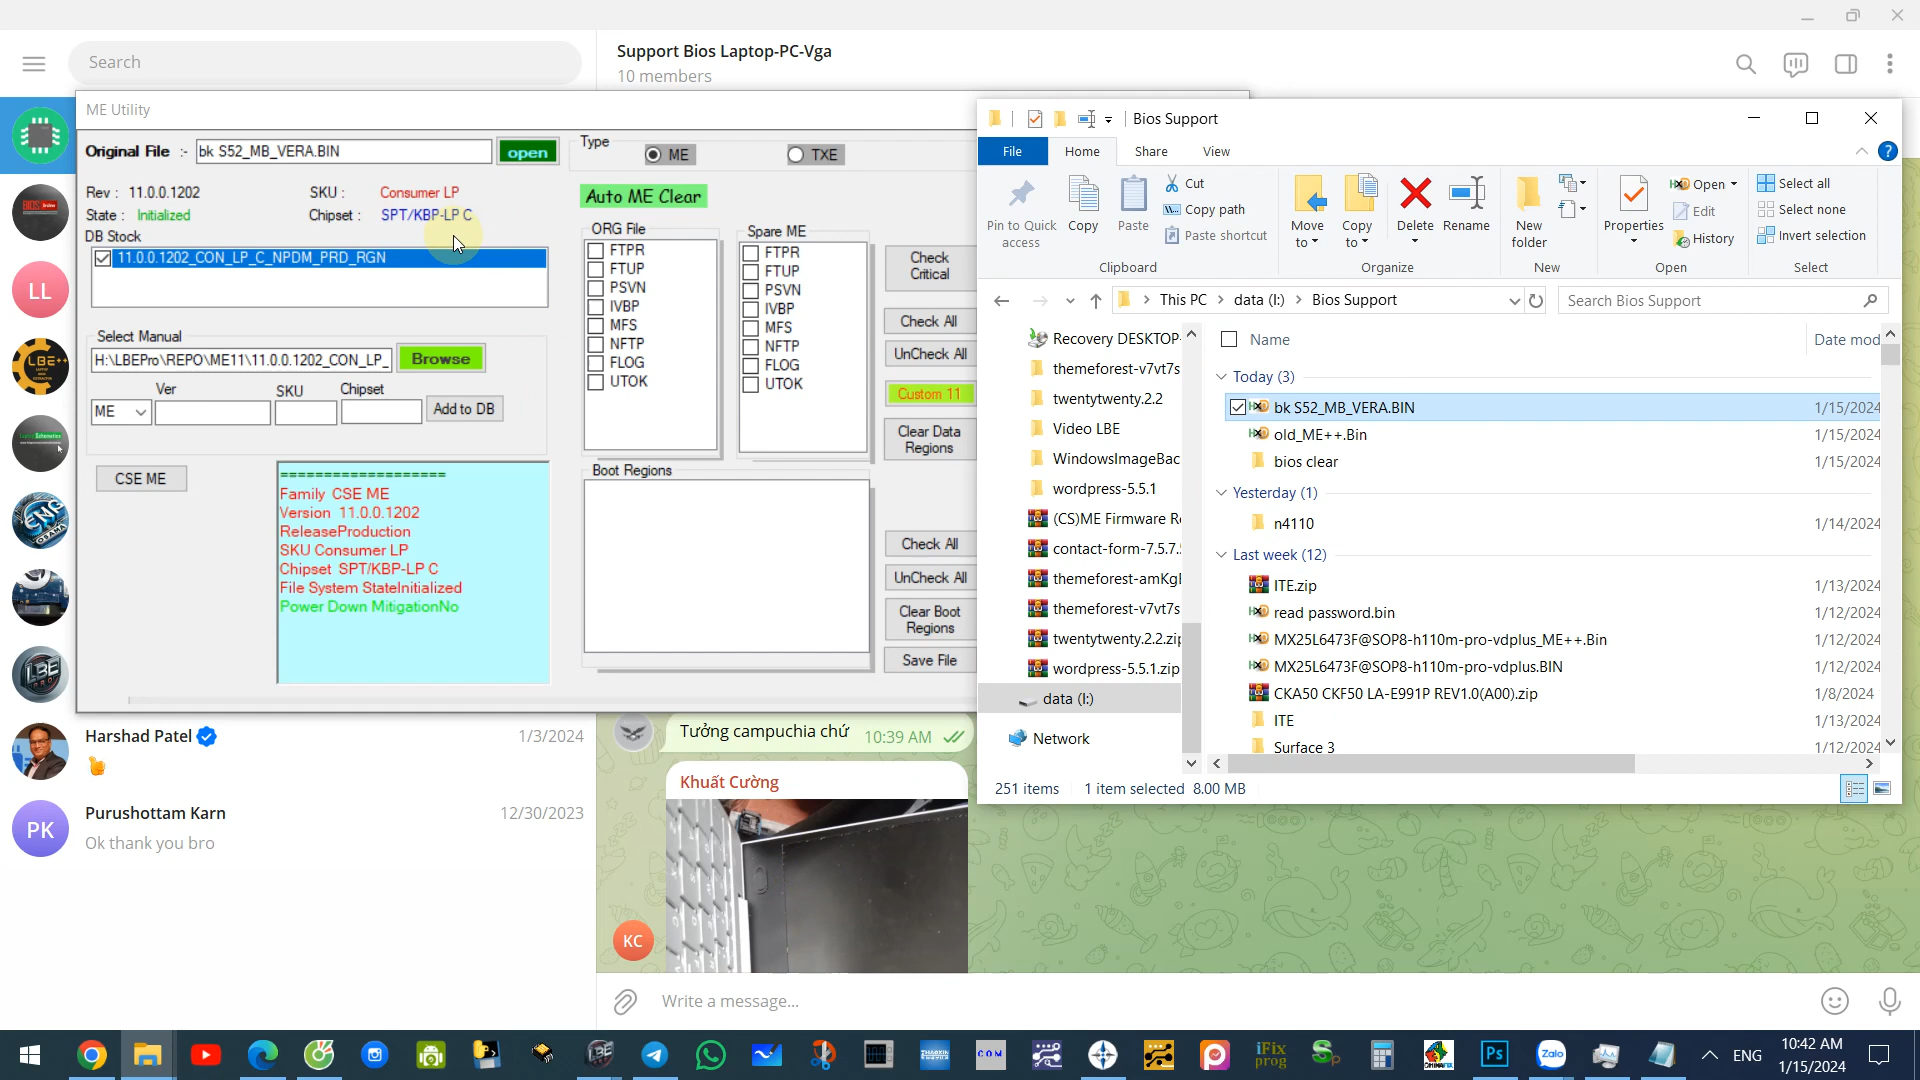 Search
Support Bios Laptop-PC-Vga
10 members
ME Utility
Original File :- bk S52_MB_VERA.BIN open
Rev : 11.0.0.1202 SKU : Consumer LP
State : Initialized Chipset : SPT/KBP-LP C
DB Stock
11.0.0.1202_CON_LP_C_NPDM_PRD_RGN
Select Manual
H:\LBEPro\REPO\ME11\11.0.0.1202_CON_LP_ Browse
Ver SKU Chipset
ME Add to DB
CSE ME
====================
Family CSE ME
Version 11.0.0.1202
ReleaseProduction
SKU Consumer LP
Chipset SPT/KBP-LP C
File System StateInitialized
Power Down MitigationNo
Type
ME TXE
Auto ME Clear
ORG File
FTPR
FTUP
PSVN
IVBP
MFS
NFTP
FLOG
UTOK
Spare ME
FTPR
FTUP
PSVN
IVBP
MFS
NFTP
FLOG
UTOK
Check
Critical
Check All
UnCheck All
Custom 11
Clear Data
Regions
Boot Regions
Check All
UnCheck All
Clear Boot
Regions
Save File
Bios Support
File Home Share View
Pin to Quick
access
Copy
Paste
Cut
Copy path
Paste shortcut
Clipboard
Move
to
Copy
to
Delete
Rename
Organize
New
folder
New
Properties
Open
Edit
History
Open
Select all
Select none
Invert selection
Select
This PC > data (I:) > Bios Support
Search Bios Support
Recovery DESKTOP
themeforest-v7vt7s
twentytwenty.2.2
Video LBE
WindowsImageBac
wordpress-5.5.1
(CS)ME Firmware R
contact-form-7.5.7.
themeforest-amKgl
themeforest-v7vt7s
twentytwenty.2.2.zip
wordpress-5.5.1.zip
data (I:)
Network
Name Date mod
Today (3)
bk S52_MB_VERA.BIN 1/15/2024
old_ME++.Bin 1/15/2024
bios clear 1/15/2024
Yesterday (1)
n4110 1/14/2024
Last week (12)
ITE.zip 1/13/2024
read password.bin 1/12/2024
MX25L6473F@SOP8-h110m-pro-vdplus_ME++.Bin 1/12/2024
MX25L6473F@SOP8-h110m-pro-vdplus.BIN 1/12/2024
CKA50 CKF50 LA-E991P REV1.0(A00).zip 1/8/2024
ITE 1/13/2024
Surface 3 1/12/2024
251 items 1 item selected 8.00 MB
LL
Harshad Patel 1/3/2024
PK
Purushottam Karn 12/30/2023
Ok thank you bro
Tưởng campuchia chứ 10:39 AM
Khuất Cường
KC
Write a message...
ENG
10:42 AM
1/15/2024